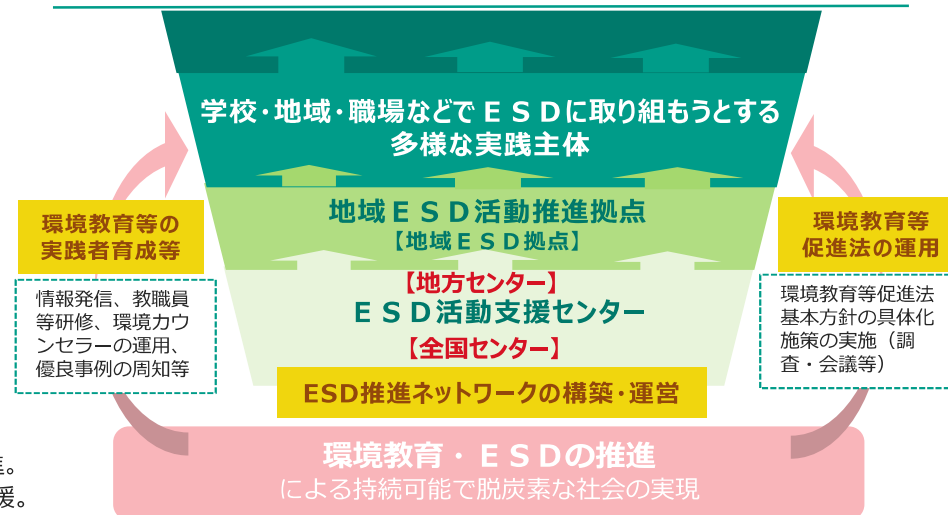 学校・地域・職場などでＥＳＤに取り組もうとする
多様な実践主体
地域ＥＳＤ活動推進拠点
【地域ＥＳＤ拠点】
【地方センター】
ＥＳＤ活動支援センター
【全国センター】
ESD推進ネットワークの構築・運営
環境教育等の
実践者育成等
情報発信、教職員
等研修、環境カウ
ンセラーの運用、
優良事例の周知等
環境教育等
促進法の運用
環境教育等促進法
基本方針の具体化
施策の実施（調
査・会議等）
環境教育・ＥＳＤの推進
による持続可能で脱炭素な社会の実現
。
援。